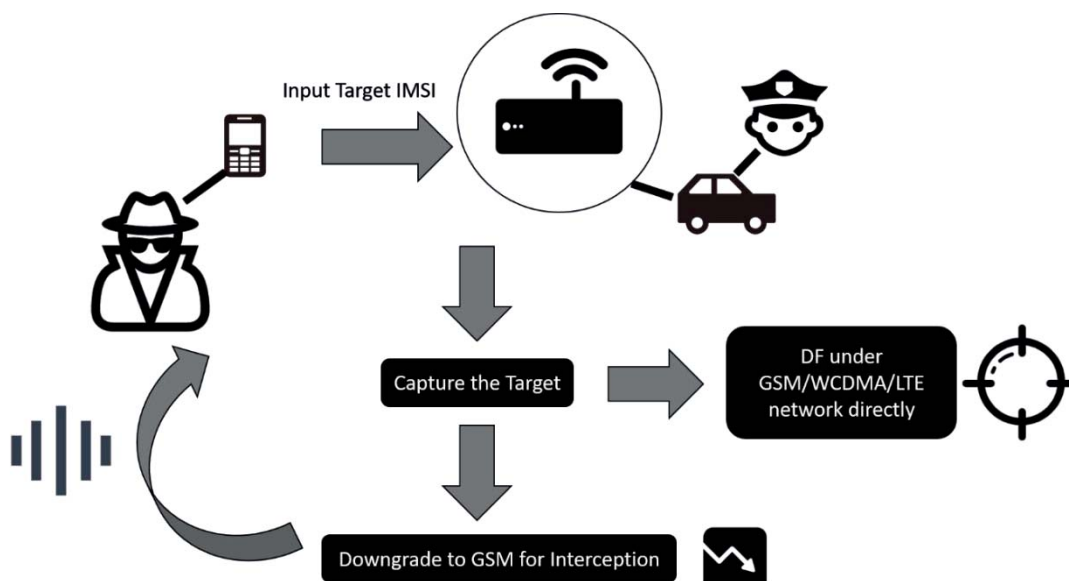 Input Target IMSI
Capture the Target
DF under
GSM/WCDMA/LTE
network directly
Downgrade to GSM for Interception